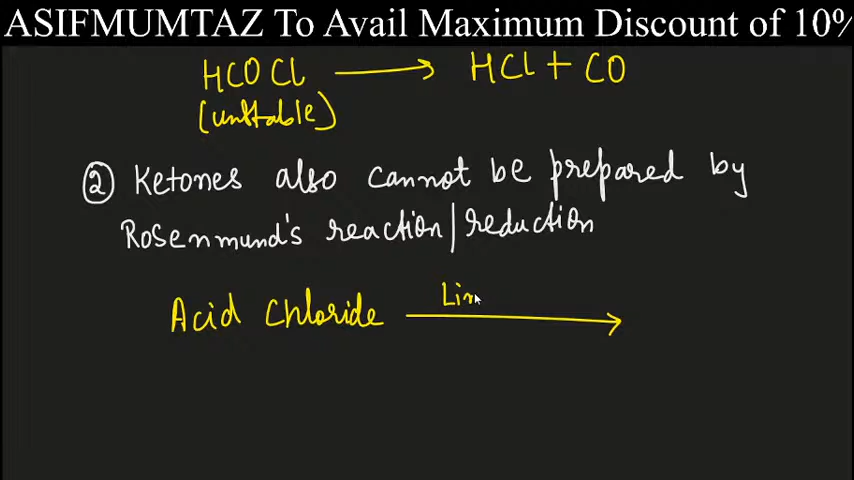 ASIFMUMTAZ To Avail Maximum Discount of 10%
HCOCl ⟶ HCl + CO
(unstable)
② Ketones also cannot be prepared by
Rosenmund's reaction/reduction
Lim
Acid Chloride ⟶